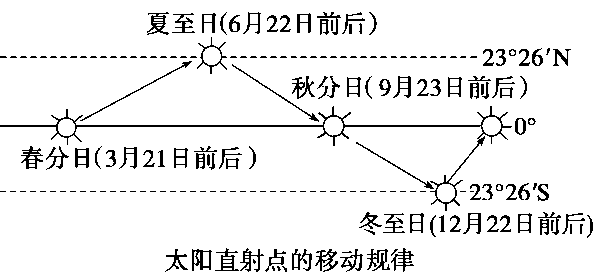 夏至日(6月22日前后)
23°26′N
秋分日(9月23日前后)
0°
春分日(3月21日前后)
23°26′S
冬至日(12月22日前后)
太阳直射点的移动规律